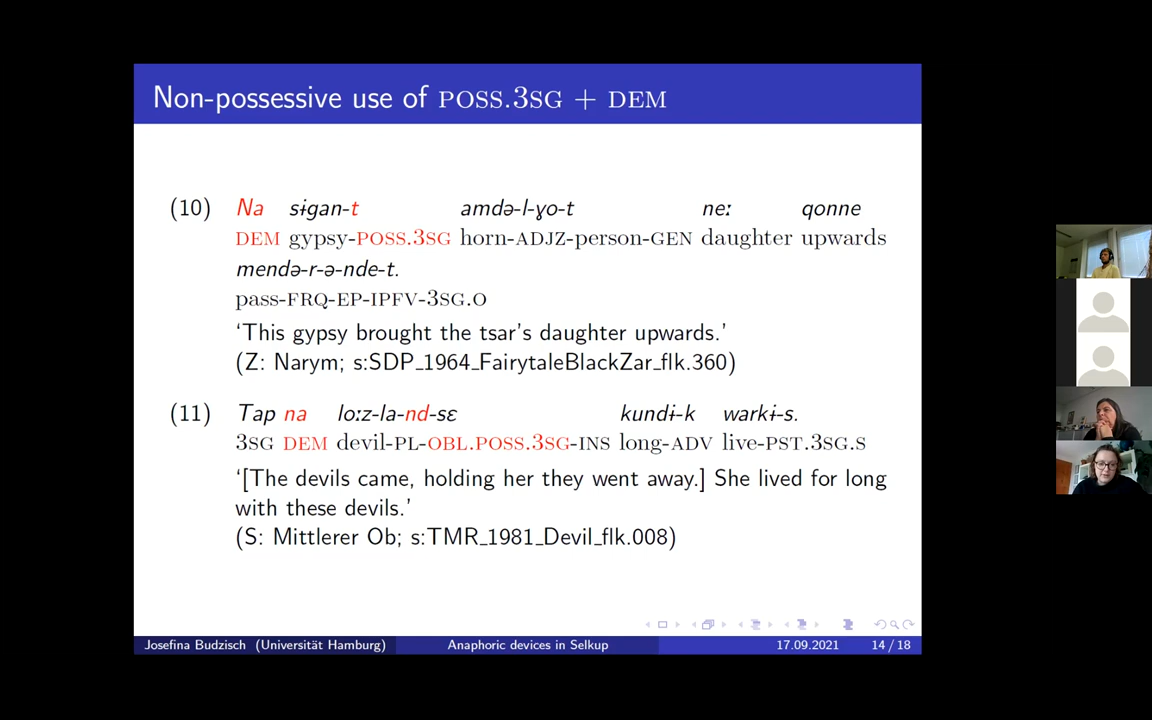 Non-possessive use of POSS.3SG + DEM
(10) Na sɨgan-t amdə-l-ɣo-t neː qonne
DEM gypsy-POSS.3SG horn-ADJZ-person-GEN daughter upwards
mendə-r-ə-nde-t.
pass-FRQ-EP-IPFV-3SG.O
‘This gypsy brought the tsar’s daughter upwards.’
(Z: Narym; s:SDP_1964_FairytaleBlackZar_flk.360)
(11) Tap na loːz-la-nd-sɛ kundɨ-k warkɨ-s.
3SG DEM devil-PL-OBL.POSS.3SG-INS long-ADV live-PST.3SG.S
‘[The devils came, holding her they went away.] She lived for long
with these devils.’
(S: Mittlerer Ob; s:TMR_1981_Devil_flk.008)
Josefina Budzisch (Universität Hamburg) Anaphoric devices in Selkup 17.09.2021 14 / 18